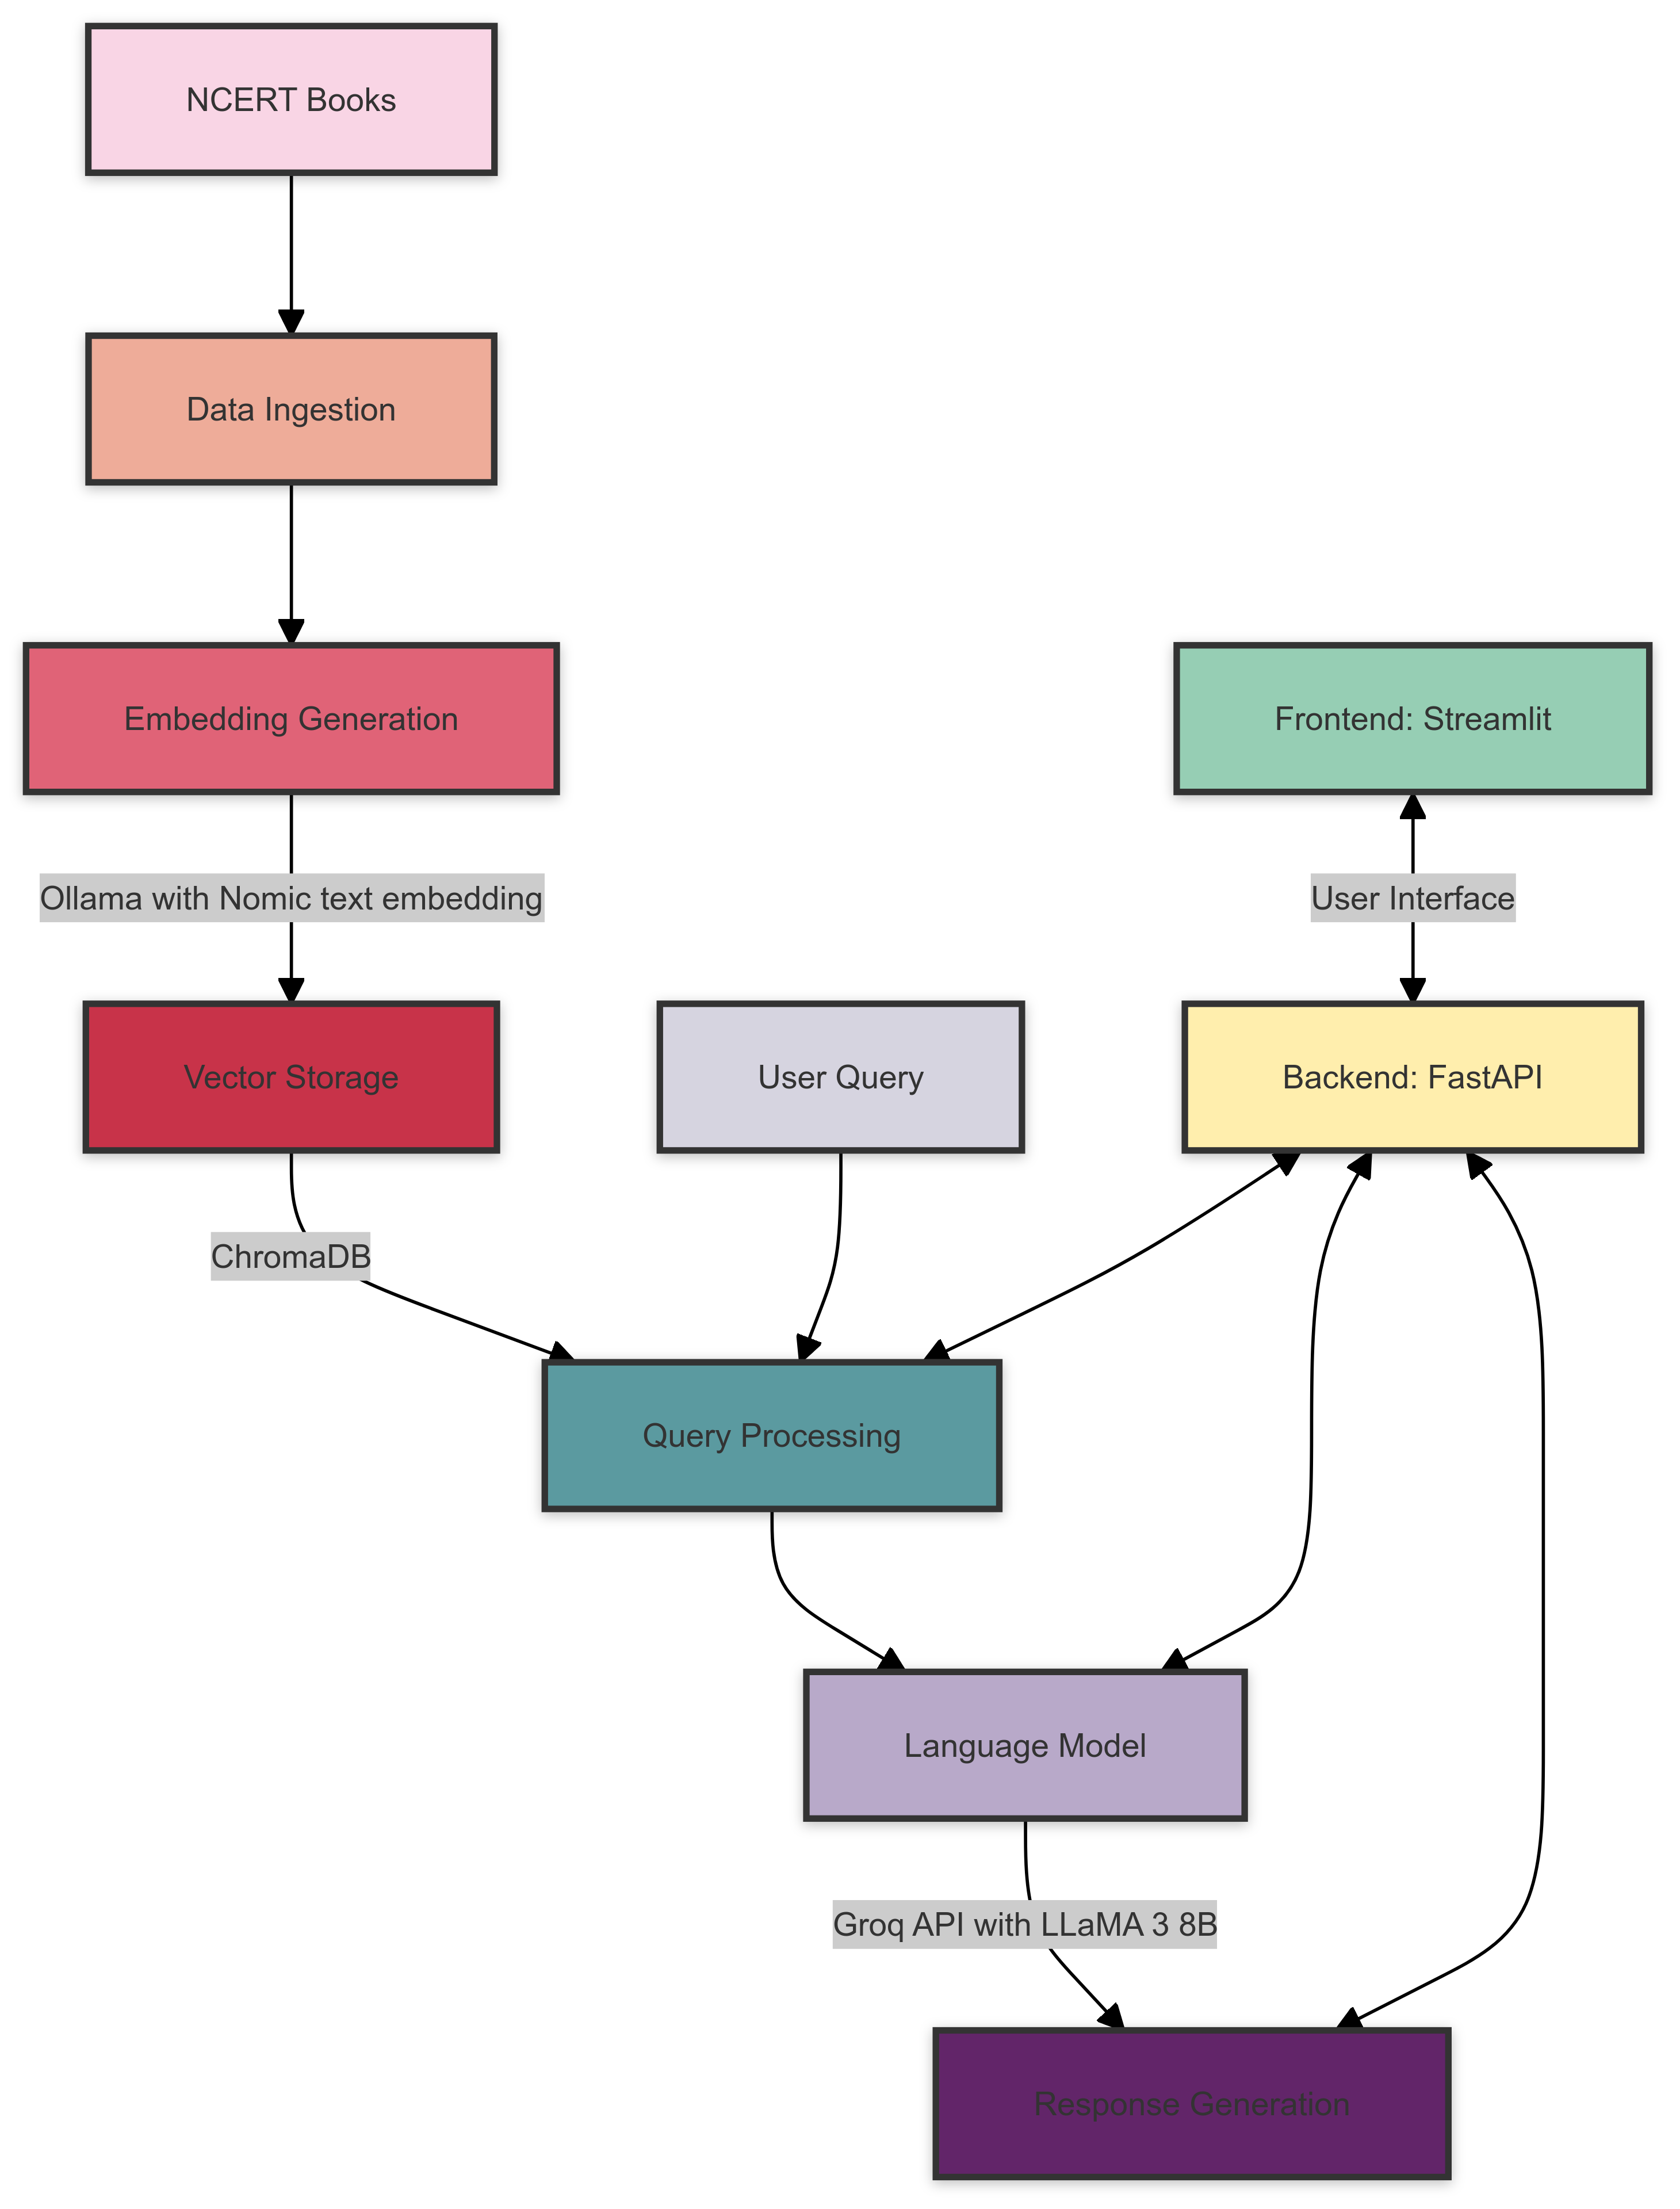 NCERT Books
Data Ingestion
Embedding Generation
Frontend: Streamlit
Ollama with Nomic text embedding
User Interface
Vector Storage
User Query
Backend: FastAPI
ChromaDB
Query Processing
Language Model
Groq API with LLaMA 3 8B
Response Generation